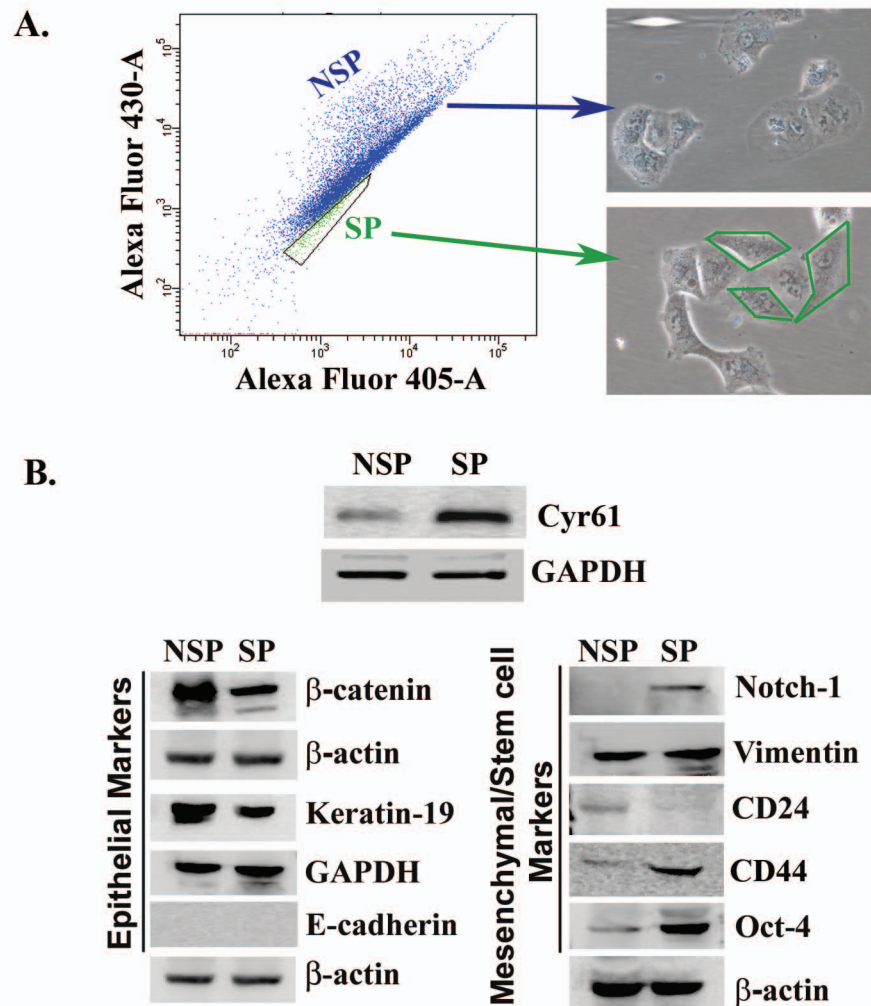 A.
NSP
SP
Alexa Fluor 430-A
10^5
10^4
10^3
10^2
10^2 10^3 10^4 10^5
Alexa Fluor 405-A
B.
NSP SP
Cyr61
GAPDH
Epithelial Markers
NSP SP
β-catenin
β-actin
Keratin-19
GAPDH
E-cadherin
β-actin
Mesenchymal/Stem cell
Markers
NSP SP
Notch-1
Vimentin
CD24
CD44
Oct-4
β-actin